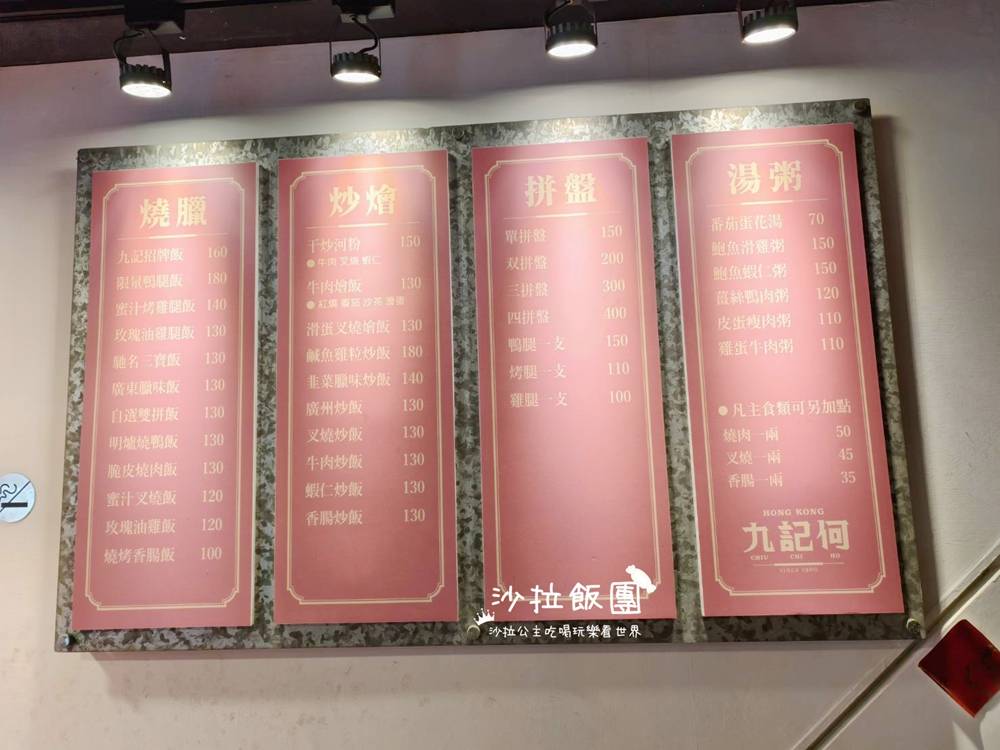 燒臘
九記招牌飯 160
限量鴨腿飯 180
蜜汁烤雞腿飯 140
玫瑰油雞腿飯 130
馳名三寶飯 130
廣東臘味飯 130
自選雙拼飯 130
明爐燒鴨飯 130
脆皮燒肉飯 130
蜜汁叉燒飯 120
玫瑰油雞飯 120
燒烤香腸飯 100
炒燴
干炒河粉 150
●牛肉 叉燒 蝦仁
牛肉燴飯 130
●紅燒 番茄 沙茶 滑蛋
滑蛋叉燒燴飯 130
鹹魚雞粒炒飯 180
韭菜臘味炒飯 140
廣州炒飯 130
叉燒炒飯 130
牛肉炒飯 130
蝦仁炒飯 130
香腸炒飯 130
拼盤
單拼盤 150
双拼盤 200
三拼盤 300
四拼盤 400
鴨腿一支 150
烤腿一支 110
雞腿一支 100
湯粥
番茄蛋花湯 70
鮑魚滑雞粥 150
鮑魚蝦仁粥 150
薑絲鴨肉粥 120
皮蛋瘦肉粥 110
雞蛋牛肉粥 110
●凡主食類可另加點
燒肉一兩 50
叉燒一兩 45
香腸一兩 35
HONG KONG
九記何
CHIU CHI HO
沙拉飯團
沙拉公主吃喝玩樂看世界